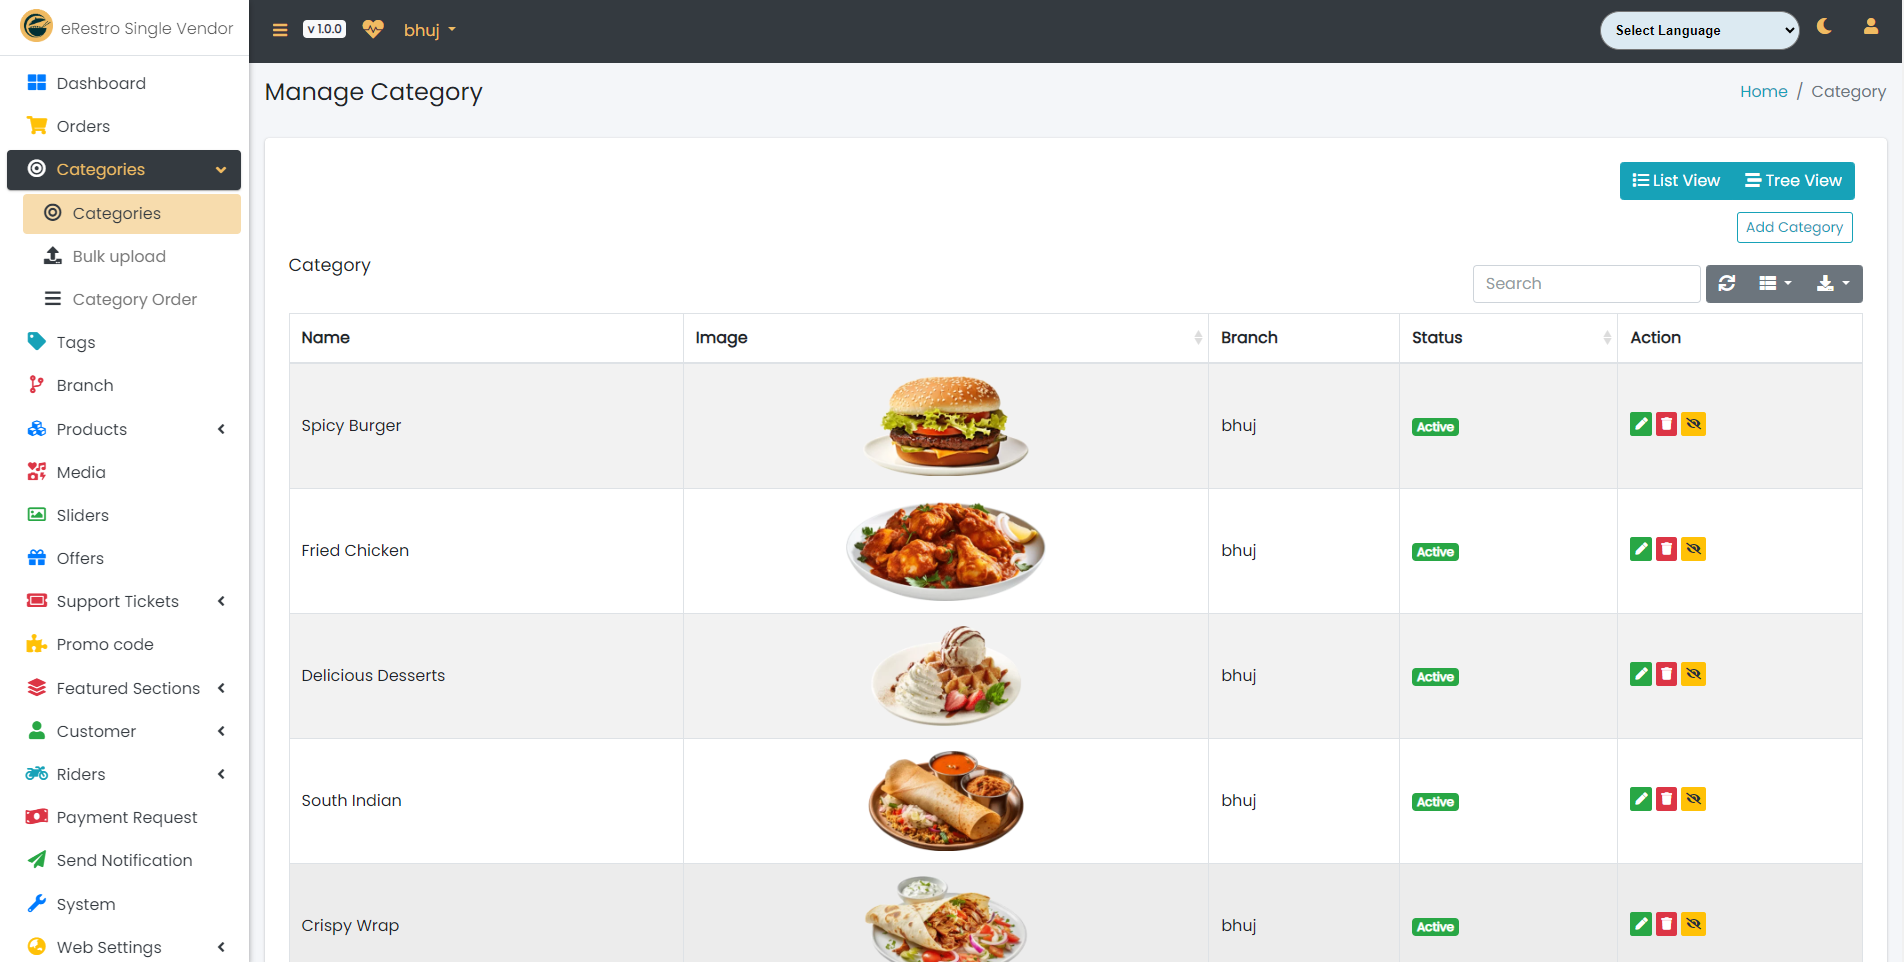 eRestro Single Vendor
v 1.0.0
bhuj
Select Language
Dashboard
Orders
Categories
Categories
Bulk upload
Category Order
Tags
Branch
Products
Media
Sliders
Offers
Support Tickets
Promo code
Featured Sections
Customer
Riders
Payment Request
Send Notification
System
Web Settings
Manage Category
Home / Category
List View
Tree View
Add Category
Category
Search
Name Image Branch Status Action
Spicy Burger bhuj Active
Fried Chicken bhuj Active
Delicious Desserts bhuj Active
South Indian bhuj Active
Crispy Wrap bhuj Active